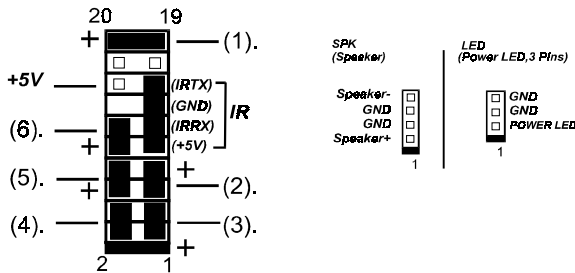 20 19
+ (1).
SPK
(Speaker)
LED
(Power LED,3 Pins)
+5V
(IRTX)
(GND)
IR
(6).
(IRRX)
+ (+5V)
Speaker-
GND
GND
Speaker+
1
GND
GND
POWER LED
1
(5).
+
+
(2).
(4).
(3).
+
2 1